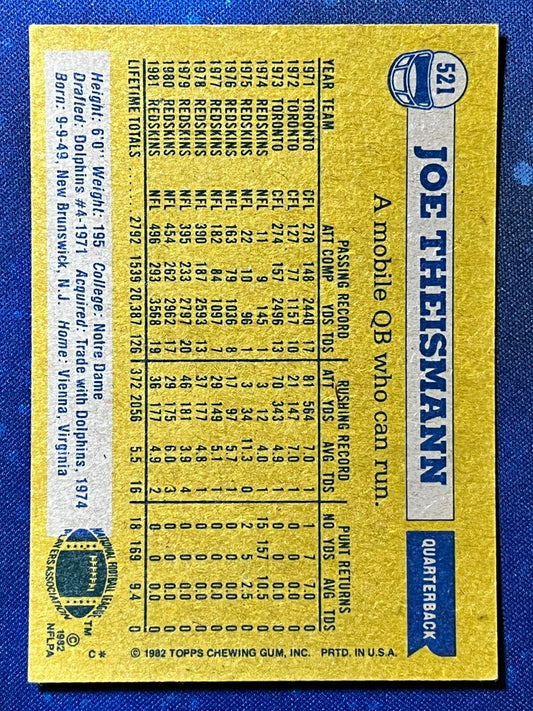 521
JOE THEISMANN
QUARTERBACK
A mobile QB who can run.
PASSING RECORD RUSHING RECORD PUNT RETURNS
YEAR TEAM ATT COMP YDS TDS ATT YDS AVG TDS NO YDS AVG TDS
1971 TORONTO CFL 278 148 2440 17 81 564 7.0 1 1 7 7.0 0
1972 TORONTO CFL 127 77 1157 10 21 147 7.0 1 0 0 0.0 0
1973 TORONTO CFL 274 157 2496 13 70 343 4.9 1 0 0 0.0 0
1974 REDSKINS NFL 11 9 145 1 3 12 4.0 1 15 157 10.5 0
1975 REDSKINS NFL 22 10 96 1 3 34 11.3 0 2 5 2.5 0
1976 REDSKINS NFL 163 79 1036 8 17 97 5.7 1 0 0 0.0 0
1977 REDSKINS NFL 182 84 1097 7 29 149 5.1 1 0 0 0.0 0
1978 REDSKINS NFL 390 187 2593 13 37 177 4.8 1 0 0 0.0 0
1979 REDSKINS NFL 395 233 2797 20 46 181 3.9 4 0 0 0.0 0
1980 REDSKINS NFL 454 262 2962 17 29 175 6.0 3 0 0 0.0 0
1981 REDSKINS NFL 496 293 3568 19 36 177 4.9 2 0 0 0.0 0
LIFETIME TOTALS ....... 2792 1539 20,387 126 372 2056 5.5 16 18 169 9.4 0
Height: 6'0" Weight: 195 College: Notre Dame
Drafted: Dolphins #4-1971 Acquired: Trade with Dolphins, 1974
Born: 9-9-49, New Brunswick, N.J. Home: Vienna, Virginia
NATIONAL FOOTBALL LEAGUE
PLAYERS ASSOCIATION
TM
© 1982
NFLPA
C*
© 1982 TOPPS CHEWING GUM, INC. PRTD. IN U.S.A.